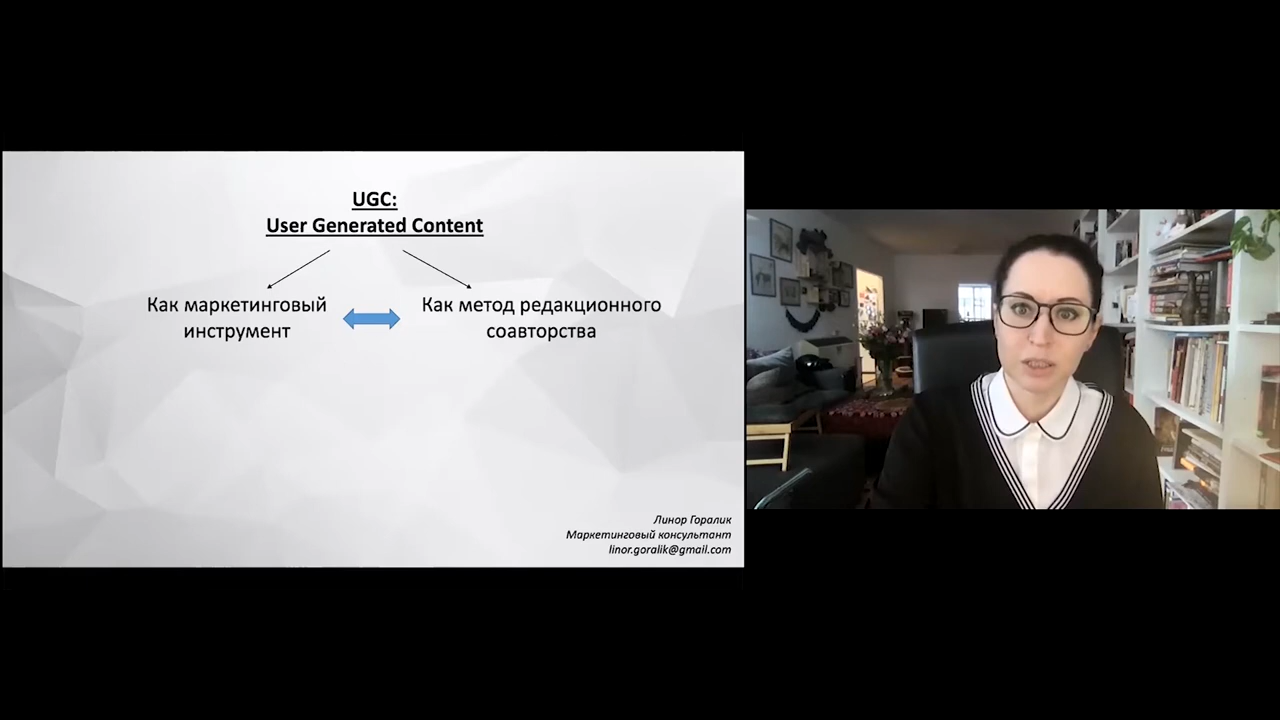 UGC:
User Generated Content
Как маркетинговый
инструмент
Как метод редакционного
соавторства
Линор Горалик
Маркетинговый консультант
linor.goralik@gmail.com